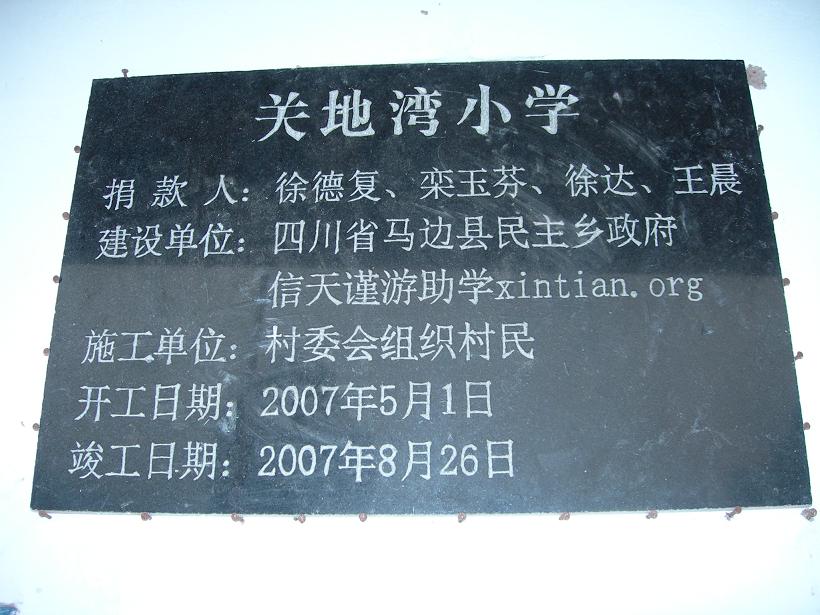 关地湾小学
捐款人：徐德复、栾玉芬、徐达、王晨
建设单位：四川省马边县民主乡政府
信天谨游助学xintian.org
施工单位：村委会组织村民
开工日期：2007年5月1日
竣工日期：2007年8月26日